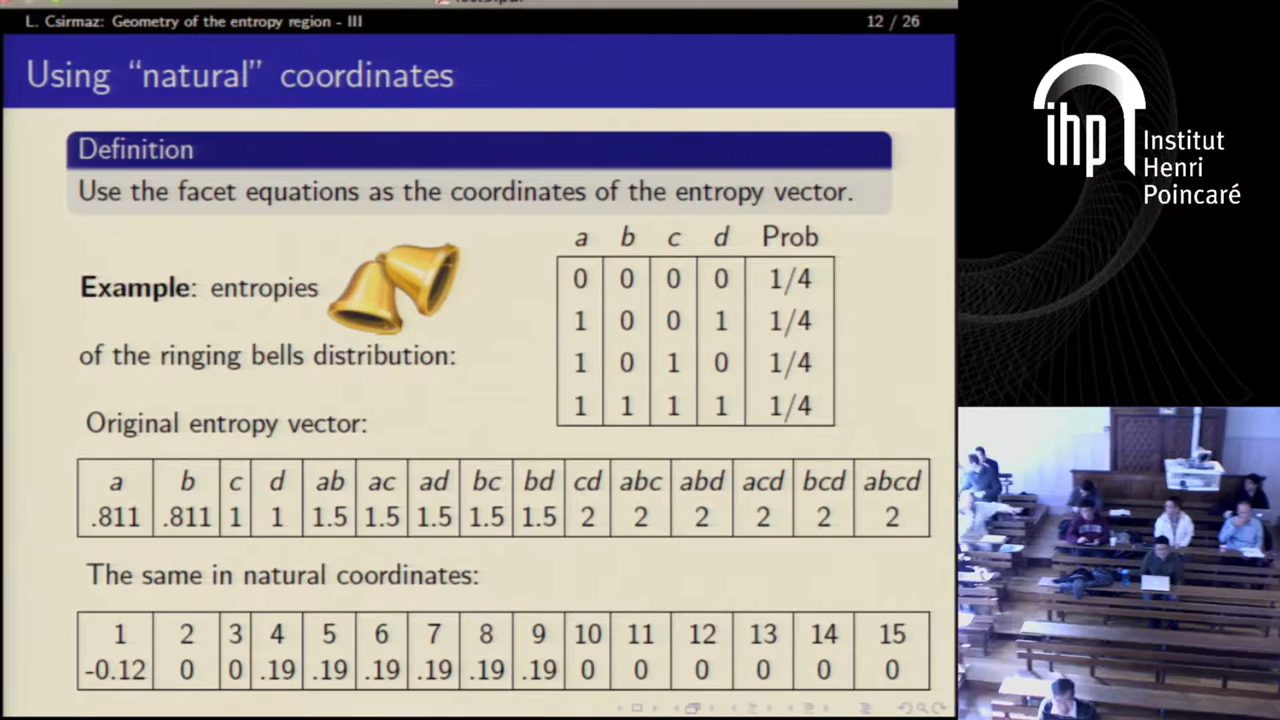 L. Csirmaz: Geometry of the entropy region - III
12 / 26
Using “natural” coordinates
Definition
Use the facet equations as the coordinates of the entropy vector.
Example: entropies
of the ringing bells distribution:
a b c d Prob
0 0 0 0 1/4
1 0 0 1 1/4
1 0 1 0 1/4
1 1 1 1 1/4
Original entropy vector:
a b c d ab ac ad bc bd cd abc abd acd bcd abcd
.811 .811 1 1 1.5 1.5 1.5 1.5 1.5 2 2 2 2 2 2
The same in natural coordinates:
1 2 3 4 5 6 7 8 9 10 11 12 13 14 15
-0.12 0 0 .19 .19 .19 .19 .19 .19 0 0 0 0 0 0
ihp
Institut
Henri
Poincaré